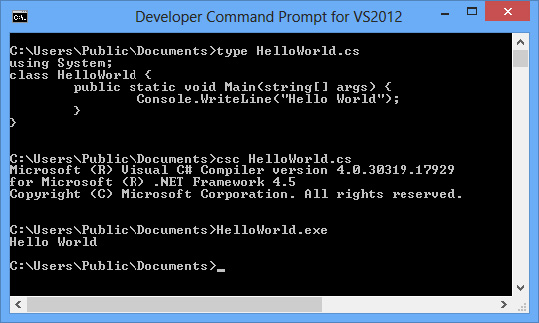 Developer Command Prompt for VS2012
C:\Users\Public\Documents>type HelloWorld.cs
using System;
class HelloWorld {
        public static void Main(string[] args) {
                Console.WriteLine("Hello World");
        }
}
C:\Users\Public\Documents>csc HelloWorld.cs
Microsoft (R) Visual C# Compiler version 4.0.30319.17929
for Microsoft (R) .NET Framework 4.5
Copyright (C) Microsoft Corporation. All rights reserved.
C:\Users\Public\Documents>HelloWorld.exe
Hello World
C:\Users\Public\Documents>_